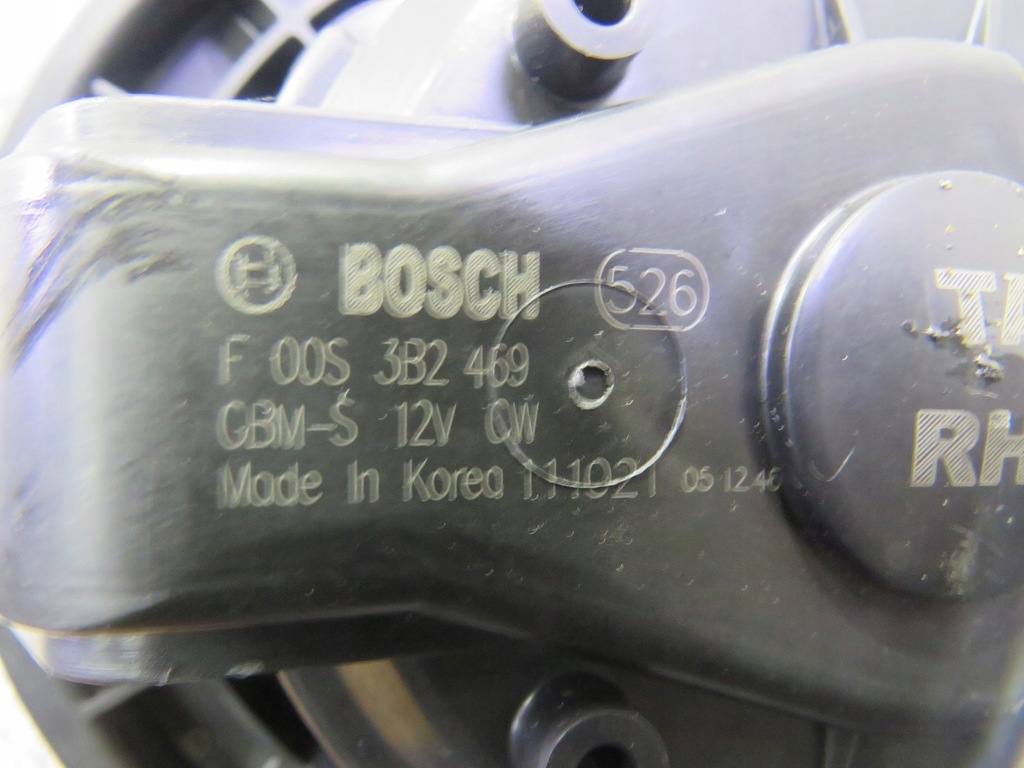 BOSCH 526
F 00S 3B2 469
GBM-S 12V CW
Made In Korea 111021 05 12 46
RH